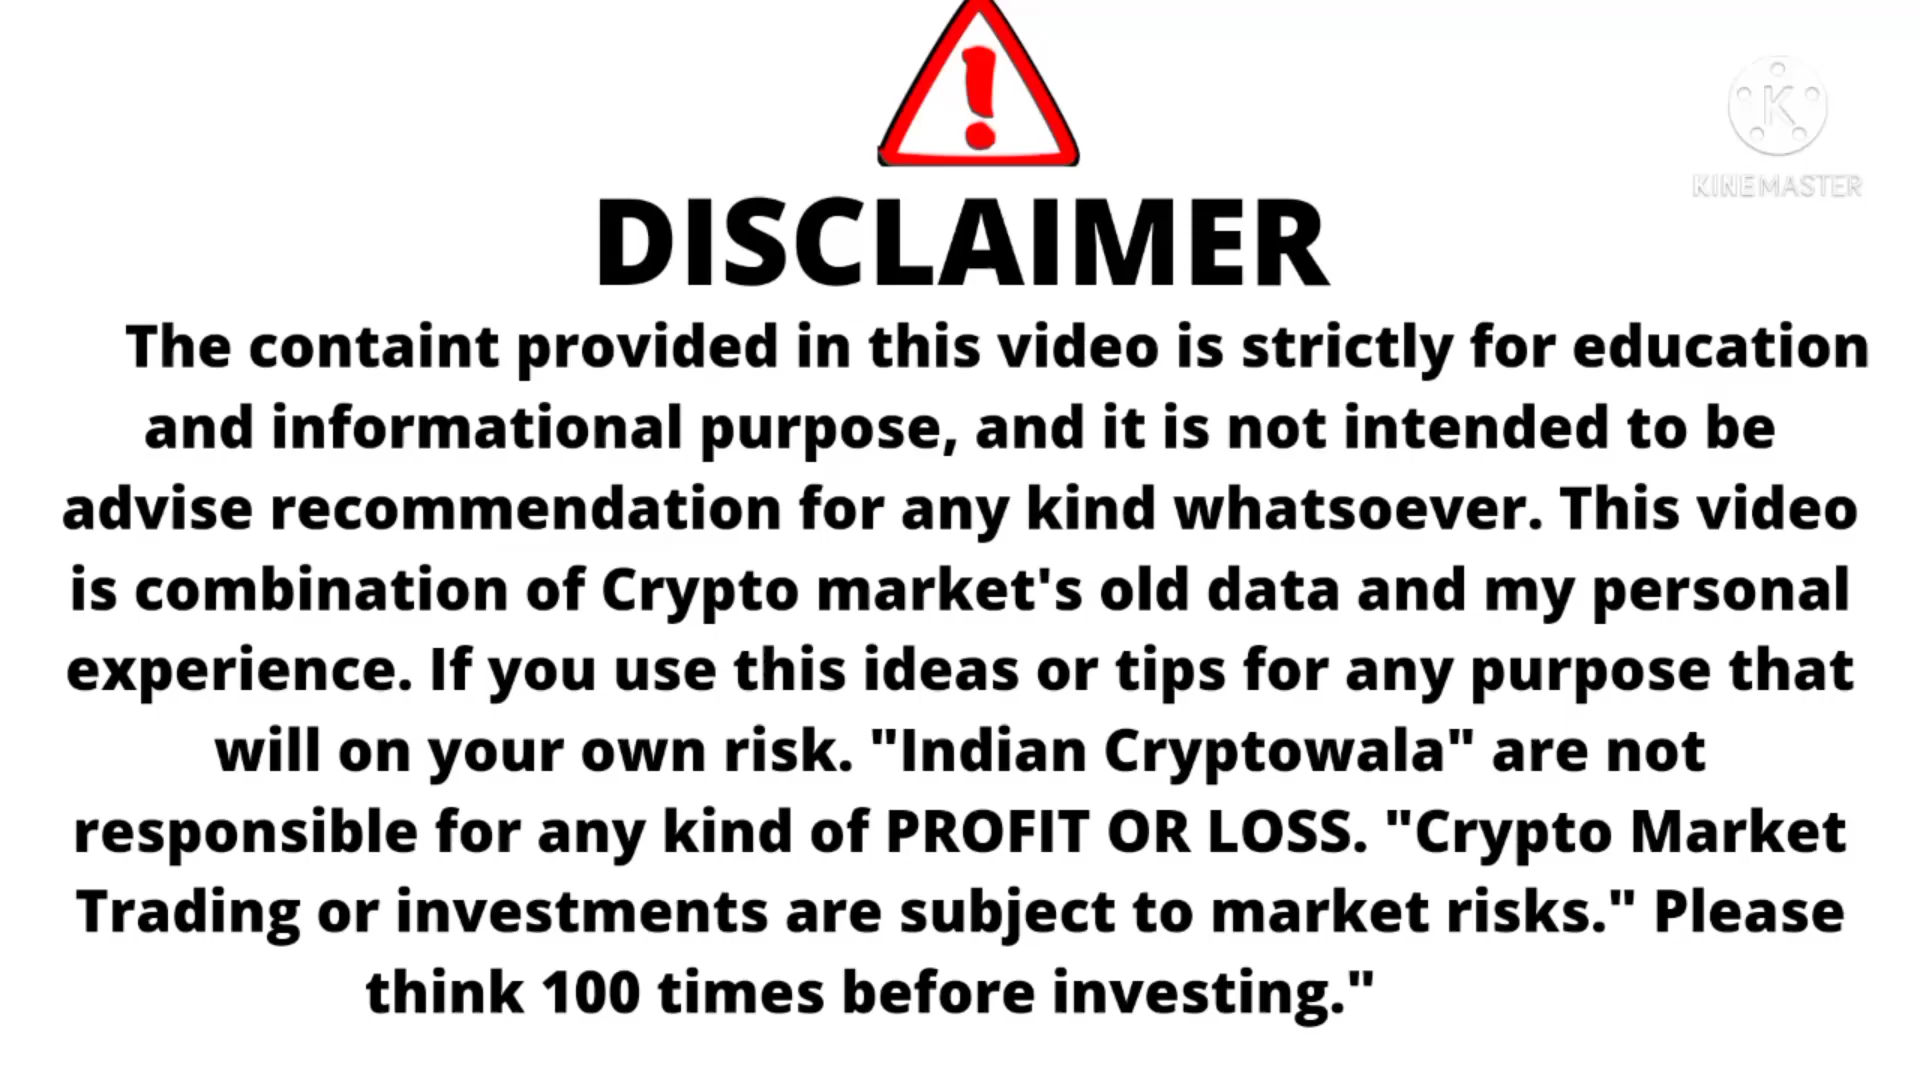 KINEMASTER
DISCLAIMER
The containt provided in this video is strictly for education
and informational purpose, and it is not intended to be
advise recommendation for any kind whatsoever. This video
is combination of Crypto market's old data and my personal
experience. If you use this ideas or tips for any purpose that
will on your own risk. "Indian Cryptowala" are not
responsible for any kind of PROFIT OR LOSS. "Crypto Market
Trading or investments are subject to market risks." Please
think 100 times before investing."